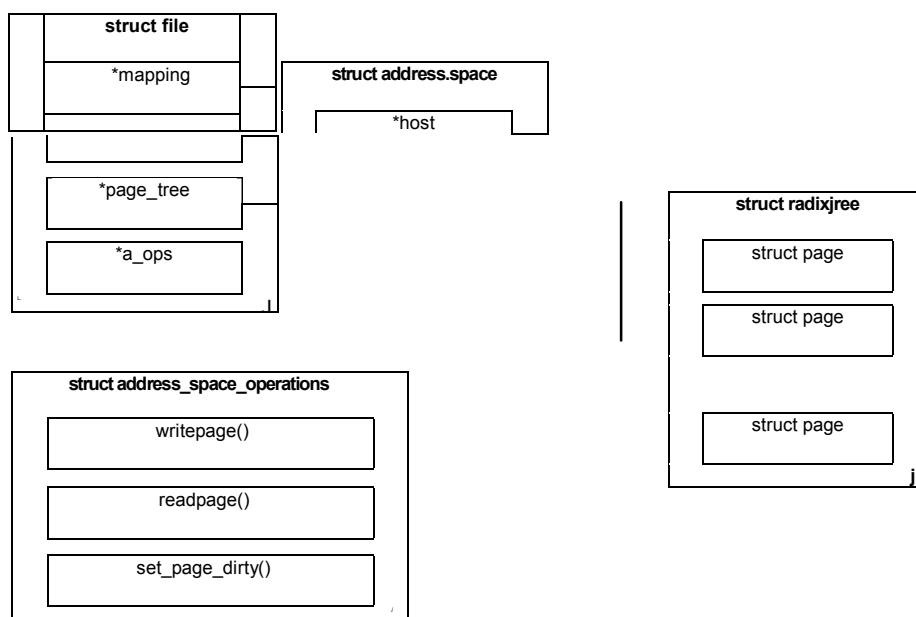 struct file
*mapping
struct address.space
*host
*page_tree
*a_ops
struct radixjree
struct page
struct page
struct page
j
struct address_space_operations
writepage()
readpage()
set_page_dirty()